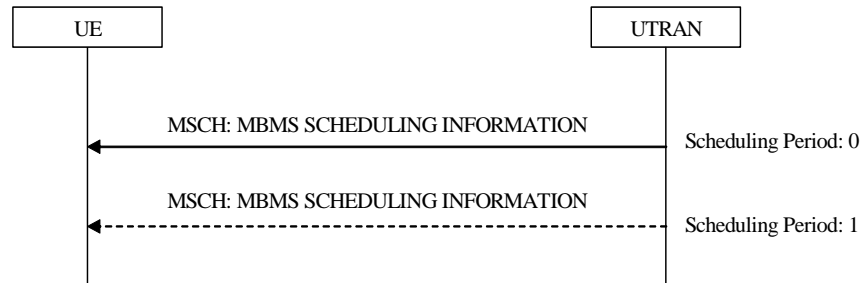 UE
UTRAN
MSCH: MBMS SCHEDULING INFORMATION
Scheduling Period: 0
MSCH: MBMS SCHEDULING INFORMATION
Scheduling Period: 1